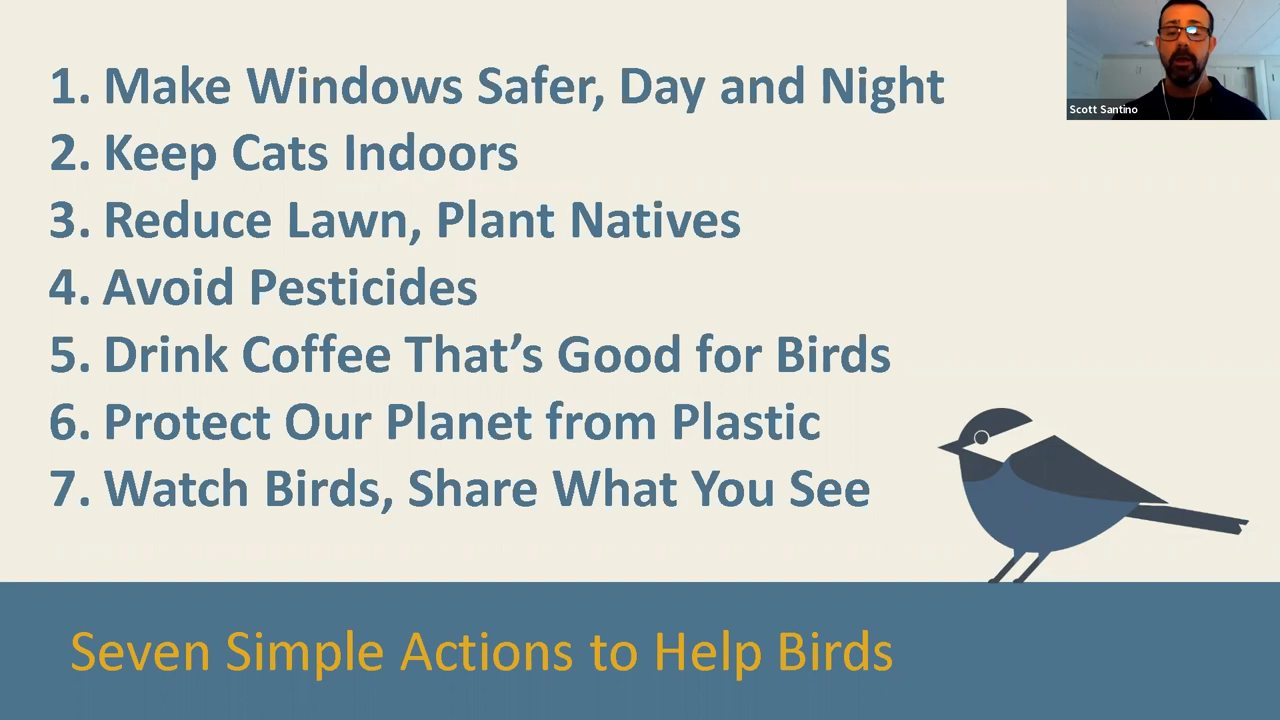 1. Make Windows Safer, Day and Night
2. Keep Cats Indoors
3. Reduce Lawn, Plant Natives
4. Avoid Pesticides
5. Drink Coffee That’s Good for Birds
6. Protect Our Planet from Plastic
7. Watch Birds, Share What You See
Seven Simple Actions to Help Birds
Scott Santino